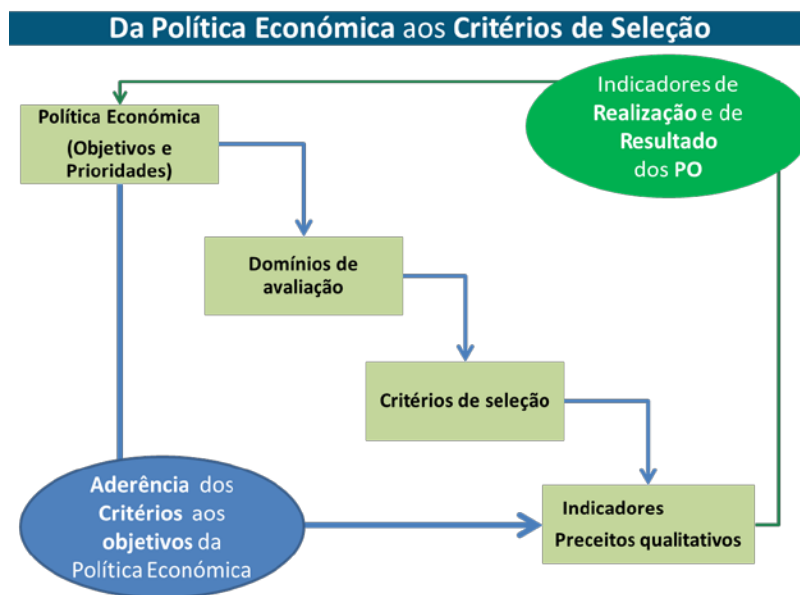 Da Política Económica aos Critérios de Seleção
Indicadores de
Realização e de
Resultado
dos PO
Política Económica
(Objetivos e
Prioridades)
Domínios de
avaliação
Critérios de seleção
Aderência dos
Critérios aos
objetivos da
Política Económica
Indicadores
Preceitos qualitativos